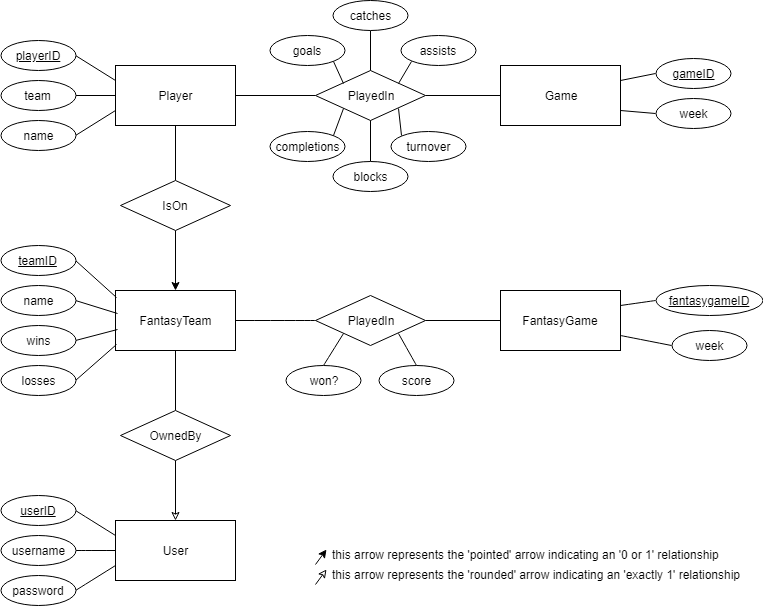 catches
goals
assists
playerID
team
name
Player
PlayedIn
Game
gameID
week
completions
turnover
blocks
IsOn
teamID
name
wins
losses
FantasyTeam
PlayedIn
FantasyGame
fantasygameID
week
won?
score
OwnedBy
userID
username
password
User
this arrow represents the 'pointed' arrow indicating an '0 or 1' relationship
this arrow represents the 'rounded' arrow indicating an 'exactly 1' relationship